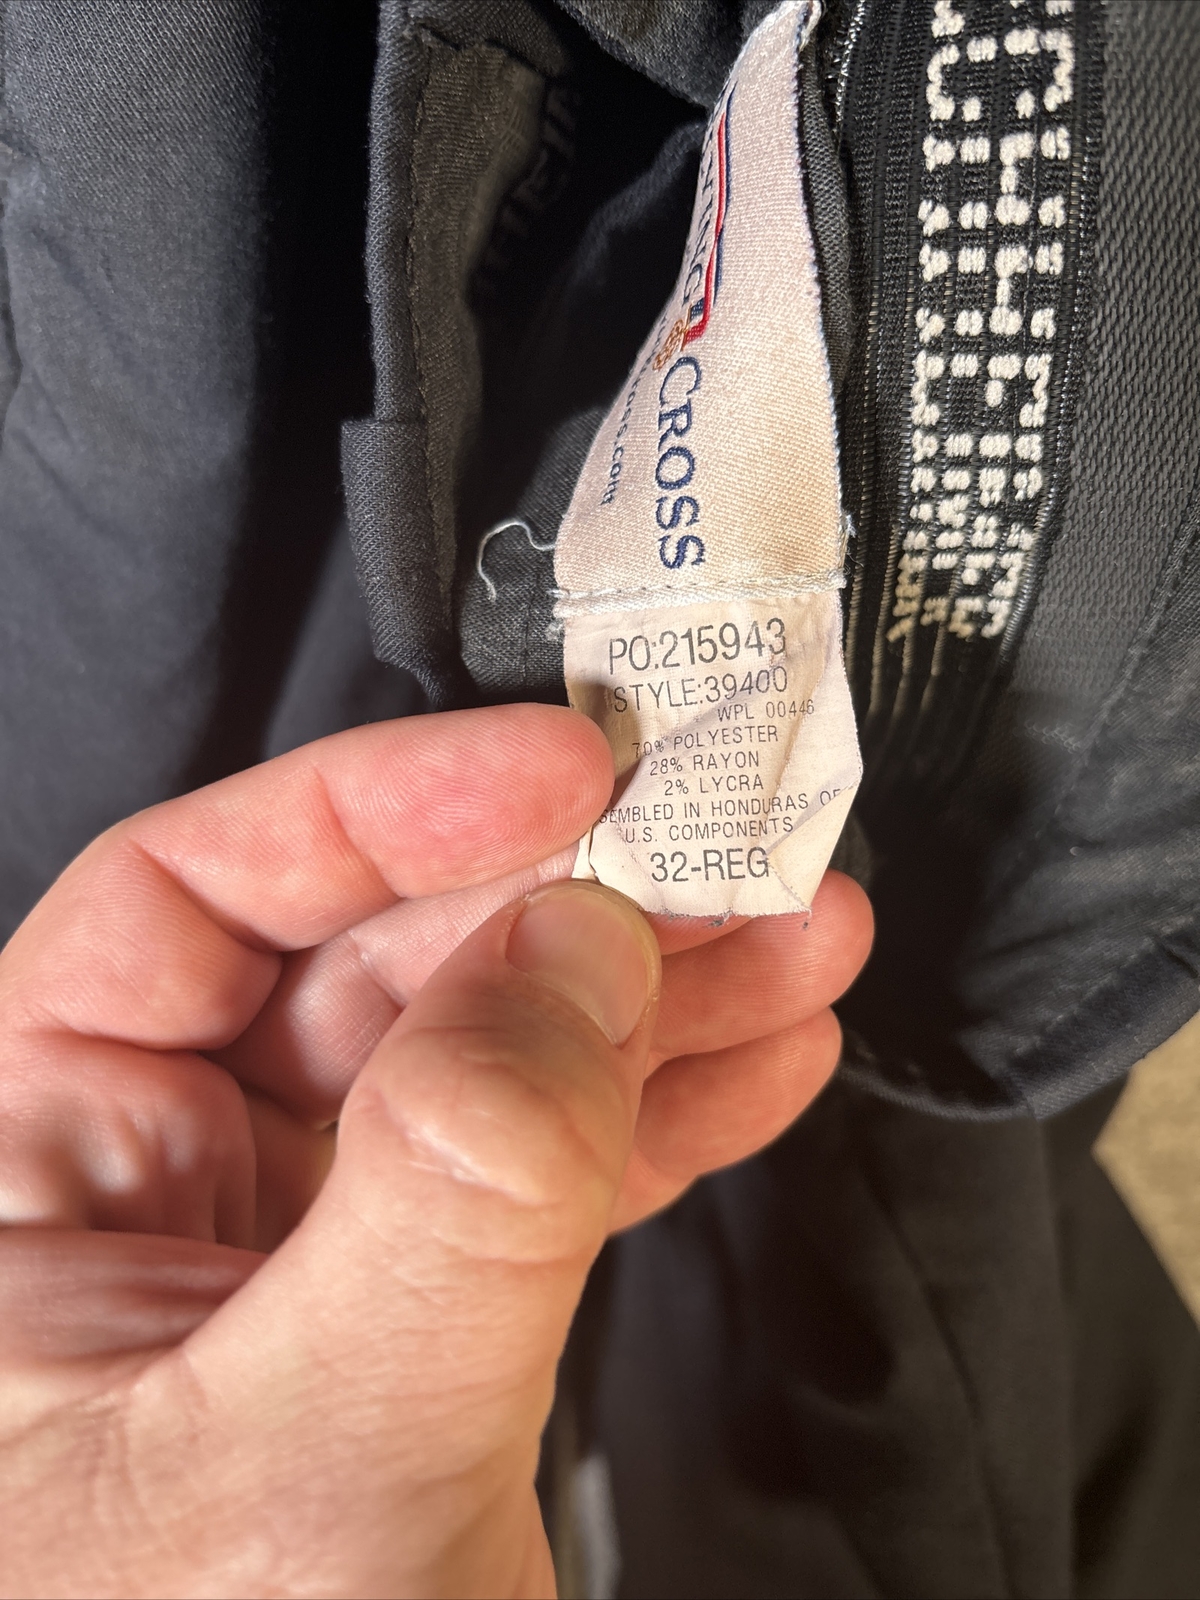 & CROSS
PO:215943
STYLE:39400
WPL 00446
70% POLYESTER
28% RAYON
2% LYCRA
SEMBLED IN HONDURAS OF
U.S. COMPONENTS
32-REG